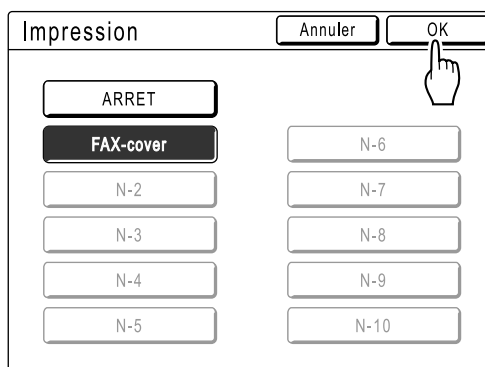 Impression Annuler OK
ARRET
FAX-cover N-6
N-2 N-7
N-3 N-8
N-4 N-9
N-5 N-10